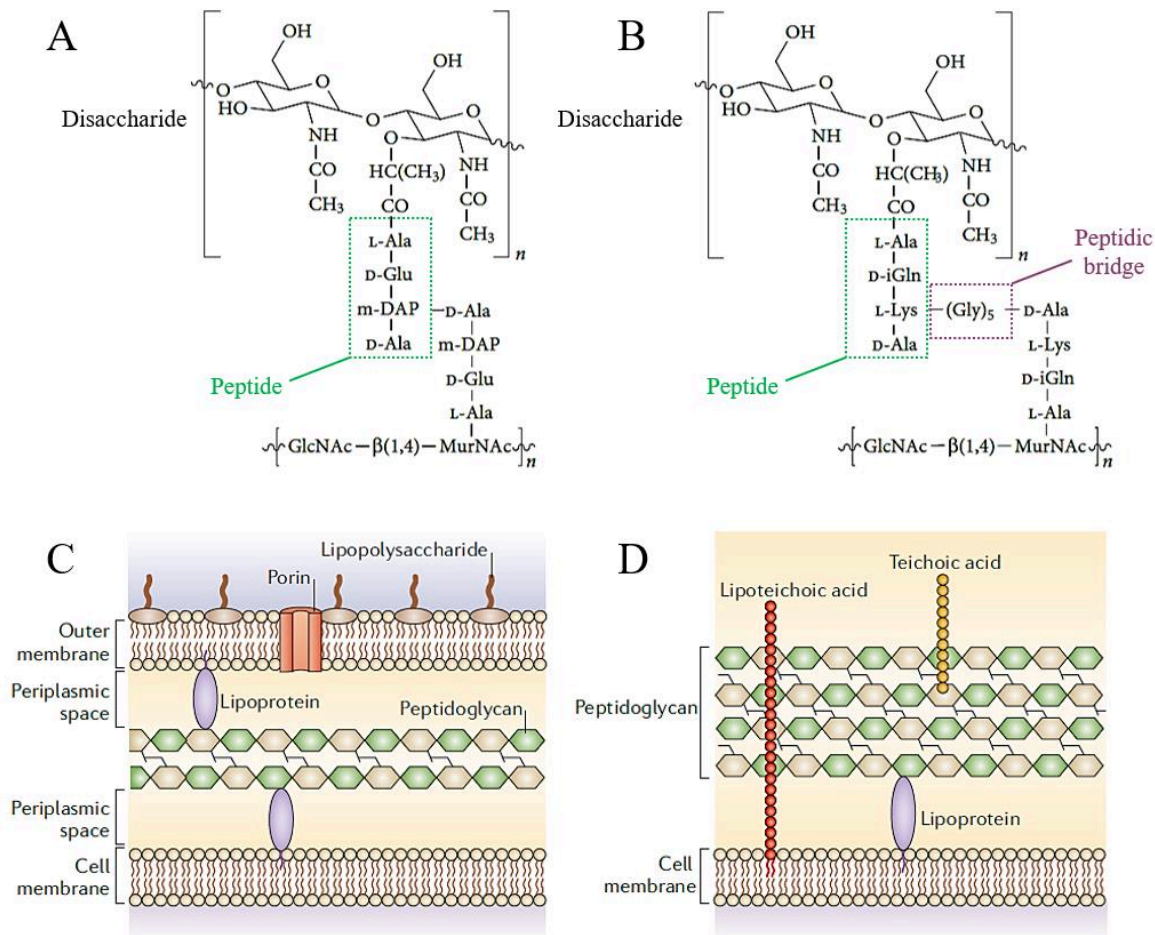 A
OH
OH
O
O
HO
O
O
NH
O
NH
Disaccharide
CO
HC(CH₃)
CO
CH₃
CO
CH₃
n
L-Ala
D-Glu
m-DAP
D-Ala
D-Ala
m-DAP
Peptide
D-Glu
L-Ala
GlcNAc – β(1,4) – MurNAc
n
B
OH
OH
O
O
HO
O
O
NH
O
NH
Disaccharide
CO
HC(CH₃)
CO
CH₃
CO
CH₃
n
Peptidic
bridge
L-Ala
D-iGln
L-Lys
(Gly)₅
D-Ala
D-Ala
L-Lys
Peptide
D-iGln
L-Ala
GlcNAc – β(1,4) – MurNAc
n
C
Lipopolysaccharide
Porin
Outer
membrane
Periplasmic
space
Lipoprotein
Peptidoglycan
Periplasmic
space
Cell
membrane
D
Teichoic acid
Lipoteichoic acid
Peptidoglycan
Lipoprotein
Cell
membrane